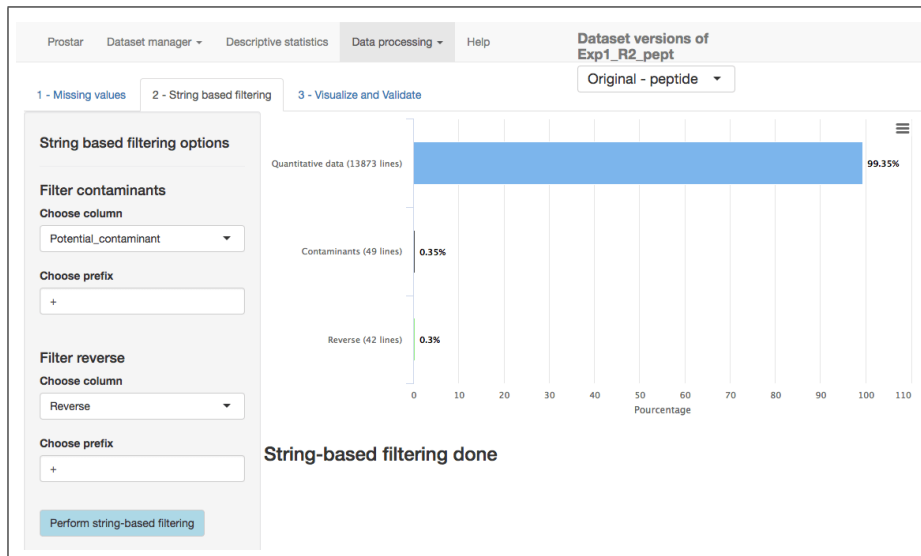 Prostar
Dataset manager
Descriptive statistics
Data processing
Help
Dataset versions of
Exp1_R2_pept
Original - peptide
1 - Missing values
2 - String based filtering
3 - Visualize and Validate
String based filtering options
Filter contaminants
Choose column
Potential_contaminant
Choose prefix
+
Filter reverse
Choose column
Reverse
Choose prefix
+
Perform string-based filtering
Quantitative data (13873 lines)
99.35%
Contaminants (49 lines)
0.35%
Reverse (42 lines)
0.3%
0 10 20 30 40 50 60 70 80 90 100 110
Pourcentage
String-based filtering done